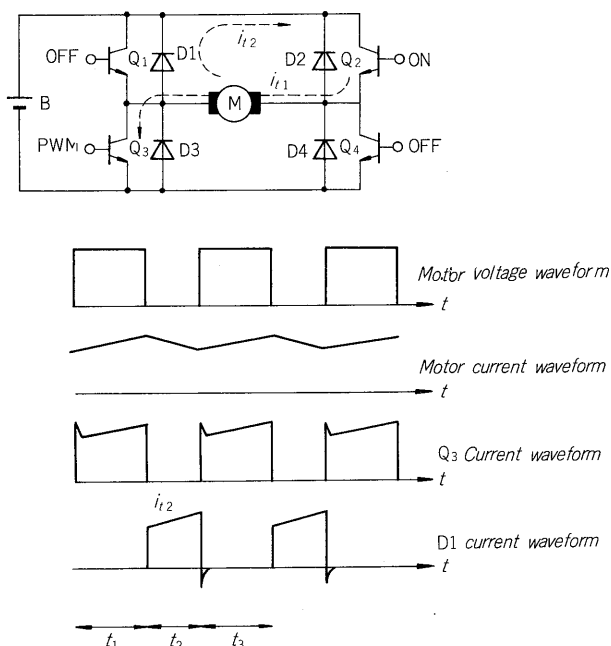 D1 i t2 D2
OFF Q1 Q2 ON
i t1
B M
PWM Q3 D3 D4 Q4 OFF
Motor voltage waveform
t
Motor current waveform
t
Q3 Current waveform
t
i t2
D1 current waveform
t
t1 t2 t3